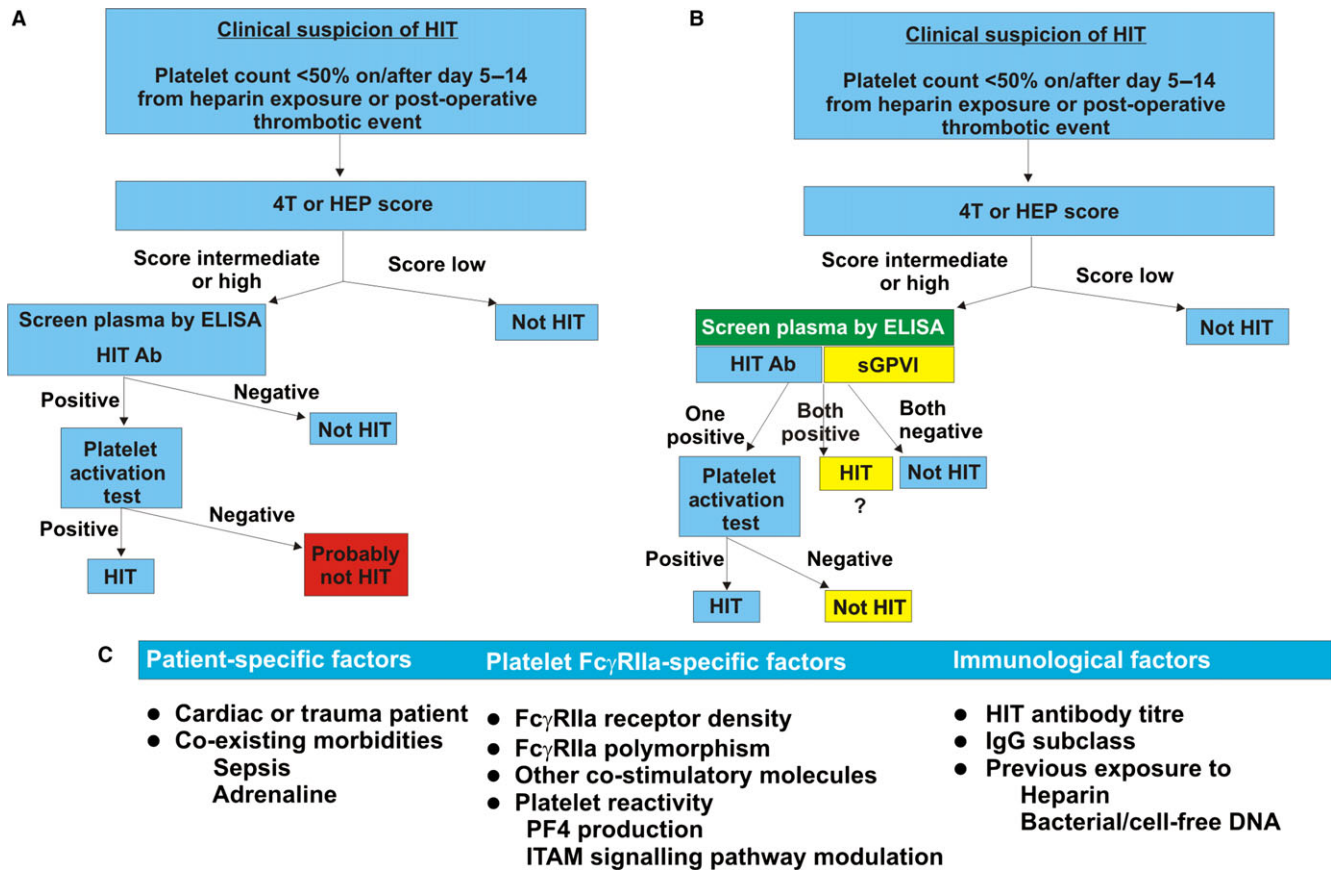 A
Clinical suspicion of HIT
Platelet count <50% on/after day 5–14
from heparin exposure or post-operative
thrombotic event
4T or HEP score
Score intermediate
or high
Score low
Screen plasma by ELISA
HIT Ab
Not HIT
Positive
Negative
Platelet
activation
test
Not HIT
Positive
Negative
HIT
Probably
not HIT
B
Clinical suspicion of HIT
Platelet count <50% on/after day 5–14
from heparin exposure or post-operative
thrombotic event
4T or HEP score
Score intermediate
or high
Score low
Screen plasma by ELISA
HIT Ab
sGPVI
Not HIT
One
positive
Both
positive
Both
negative
Platelet
activation
test
HIT
?
Not HIT
Positive
Negative
HIT
Not HIT
C
Patient-specific factors
● Cardiac or trauma patient
● Co-existing morbidities
Sepsis
Adrenaline
Platelet FcγRIIa-specific factors
● FcγRIIa receptor density
● FcγRIIa polymorphism
● Other co-stimulatory molecules
● Platelet reactivity
PF4 production
ITAM signalling pathway modulation
Immunological factors
● HIT antibody titre
● IgG subclass
● Previous exposure to
Heparin
Bacterial/cell-free DNA